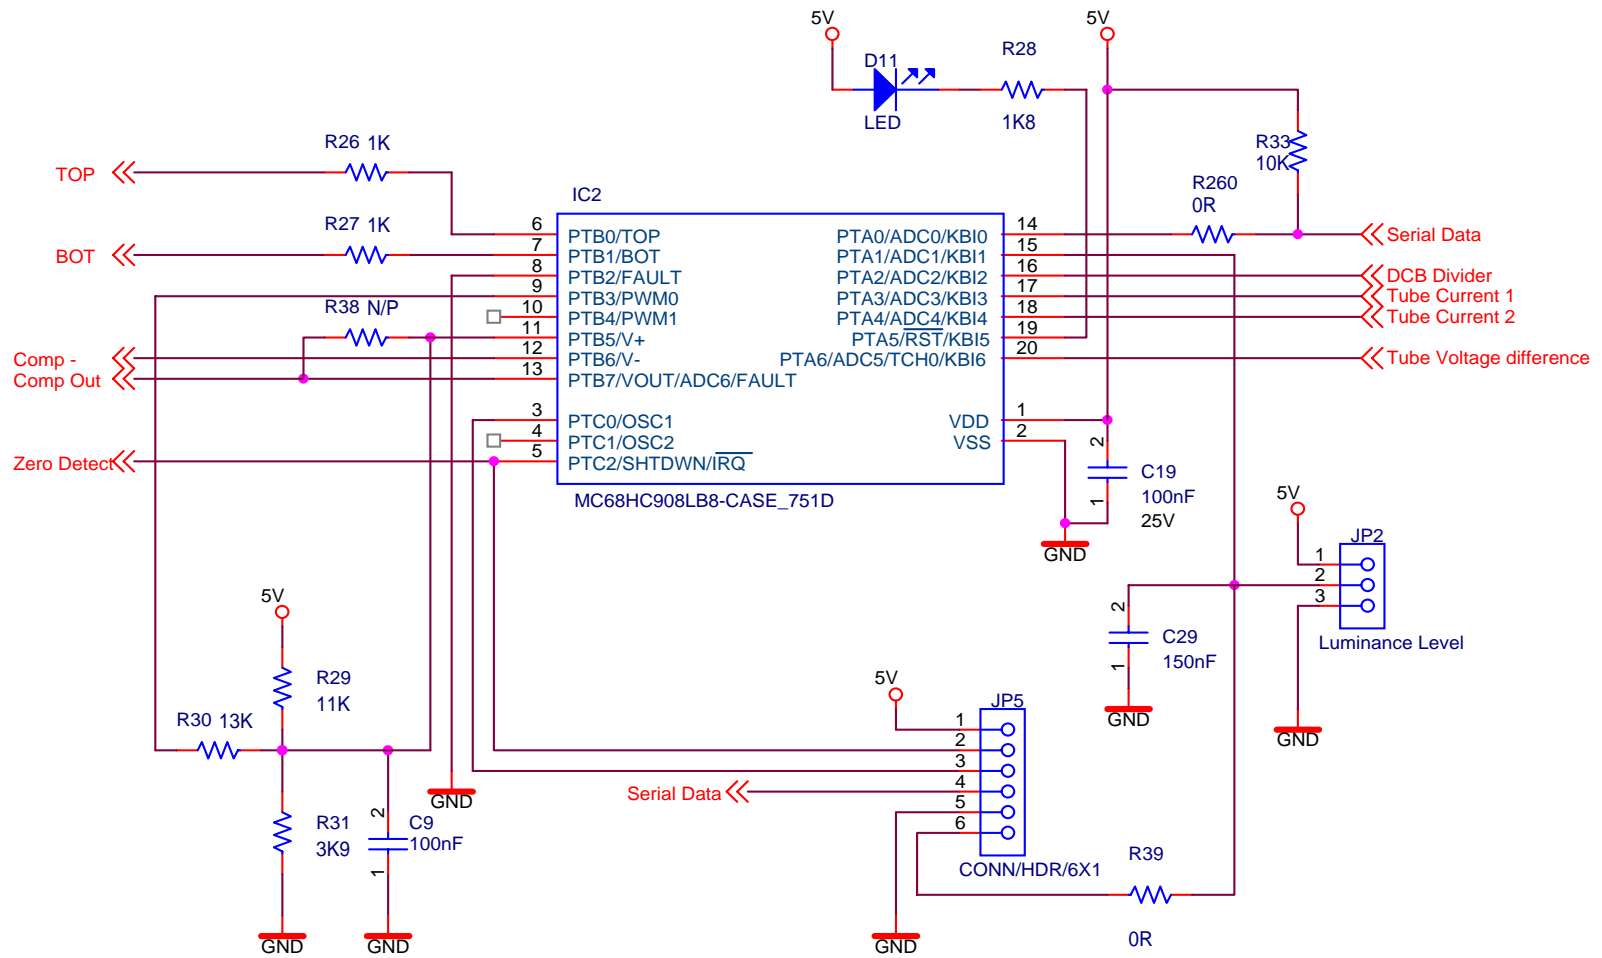 5V
5V
D11
R28
LED
1K8
R26 1K
R33
10K
TOP
R260
0R
IC2
R27 1K
6
PTB0/TOP
PTA0/ADC0/KBI0
14
Serial Data
BOT
7
PTB1/BOT
PTA1/ADC1/KBI1
15
8
PTB2/FAULT
PTA2/ADC2/KBI2
16
DCB Divider
9
PTB3/PWM0
PTA3/ADC3/KBI3
17
Tube Current 1
R38 N/P
10
PTB4/PWM1
PTA4/ADC4/KBI4
18
Tube Current 2
11
PTB5/V+
PTA5/RST/KBI5
19
Comp -
12
PTB6/V-
PTA6/ADC5/TCH0/KBI6
20
Tube Voltage difference
Comp Out
13
PTB7/VOUT/ADC6/FAULT
3
PTC0/OSC1
VDD
1
4
PTC1/OSC2
VSS
2
Zero Detect
5
PTC2/SHTDWN/IRQ
MC68HC908LB8-CASE_751D
2
1
C19
100nF
25V
GND
5V
JP2
1
2
3
Luminance Level
GND
2
1
C29
150nF
GND
5V
R29
11K
R30 13K
R31
3K9
2
1
C9
100nF
GND
GND
GND
5V
JP5
1
2
3
4
5
6
Serial Data
CONN/HDR/6X1
GND
R39
0R